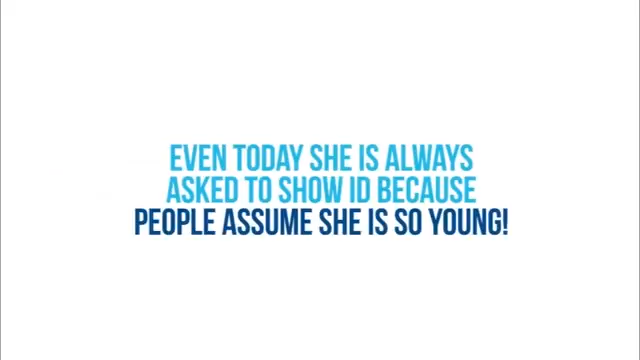 EVEN TODAY SHE IS ALWAYS
ASKED TO SHOW ID BECAUSE
PEOPLE ASSUME SHE IS SO YOUNG!